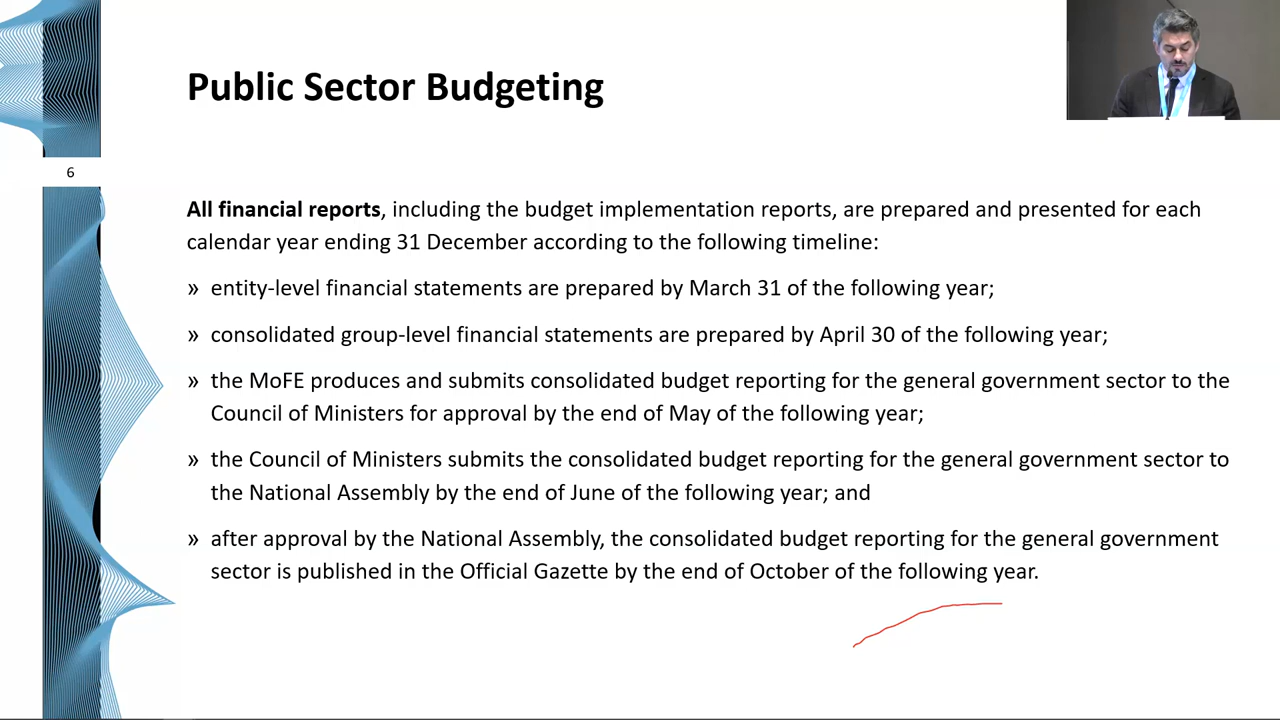 Public Sector Budgeting
6
All financial reports, including the budget implementation reports, are prepared and presented for each
calendar year ending 31 December according to the following timeline:
» entity-level financial statements are prepared by March 31 of the following year;
» consolidated group-level financial statements are prepared by April 30 of the following year;
» the MoFE produces and submits consolidated budget reporting for the general government sector to the
Council of Ministers for approval by the end of May of the following year;
» the Council of Ministers submits the consolidated budget reporting for the general government sector to
the National Assembly by the end of June of the following year; and
» after approval by the National Assembly, the consolidated budget reporting for the general government
sector is published in the Official Gazette by the end of October of the following year.